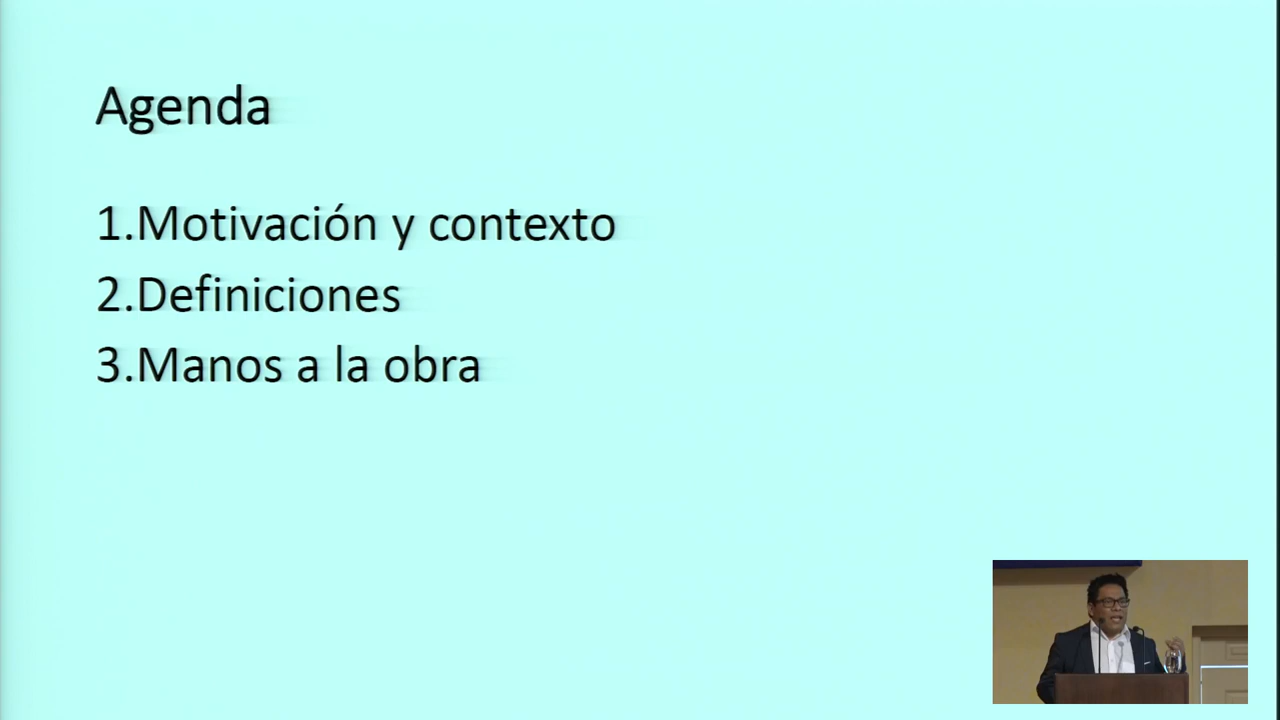 Agenda
1.Motivación y contexto
2.Definiciones
3.Manos a la obra